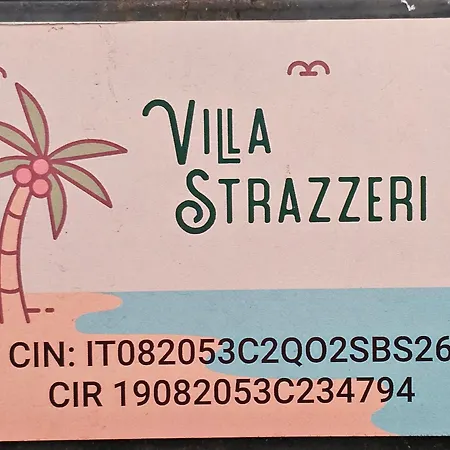 VILLA
STRAZZERI
CIN: IT082053C2QO2SBS26
CIR 19082053C234794